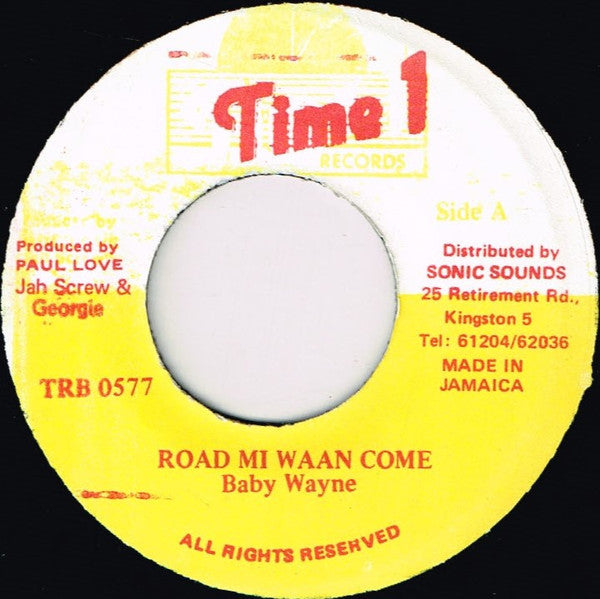 Time 1
RECORDS
Side A
Produced by
PAUL LOVE
Jah Screw &
Georgie
Distributed by
SONIC SOUNDS
25 Retirement Rd.,
Kingston 5
Tel: 61204/62036
MADE IN
JAMAICA
TRB 0577
ROAD MI WAAN COME
Baby Wayne
ALL RIGHTS RESERVED